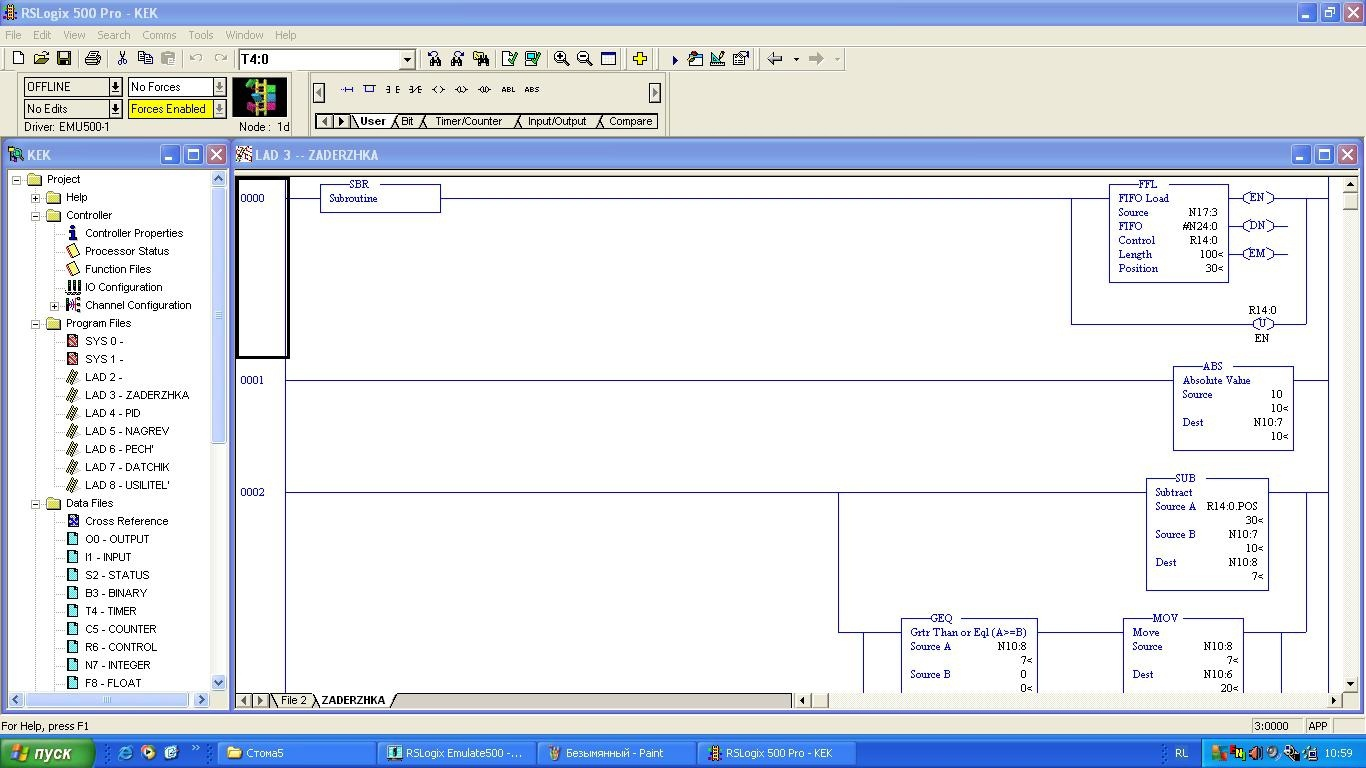 RSLogix 500 Pro - KEK
File Edit View Search Comms Tools Window Help
T4:0
OFFLINE No Forces
No Edits Forces Enabled
Driver: EMU500-1 Node : 1d
ABL ABS
User Bit Timer/Counter Input/Output Compare
KEK
Project
Help
Controller
Controller Properties
Processor Status
Function Files
IO Configuration
Channel Configuration
Program Files
SYS 0 -
SYS 1 -
LAD 2 -
LAD 3 - ZADERZHKA
LAD 4 - PID
LAD 5 - NAGREV
LAD 6 - PECH'
LAD 7 - DATCHIK
LAD 8 - USILITEL'
Data Files
Cross Reference
O0 - OUTPUT
I1 - INPUT
S2 - STATUS
B3 - BINARY
T4 - TIMER
C5 - COUNTER
R6 - CONTROL
N7 - INTEGER
F8 - FLOAT
LAD 3 -- ZADERZHKA
0000
SBR
Subroutine
FFL
FIFO Load
Source N17:3
FIFO #N24:0
Control R14:0
Length 100<
Position 30<
EN
DN
EM
R14:0
U
EN
0001
ABS
Absolute Value
Source 10
10<
Dest N10:7
10<
0002
SUB
Subtract
Source A R14:0.POS
30<
Source B N10:7
10<
Dest N10:8
7<
GEQ
Grtr Than or Eql (A>=B)
Source A N10:8
7<
Source B 0
0<
MOV
Move
Source N10:8
7<
Dest N10:6
20<
File 2 ZADERZHKA
For Help, press F1 3:0000 APP
пуск Стома5 RSLogix Emulate500 -... Безымянный - Paint RSLogix 500 Pro - KEK RL 10:59